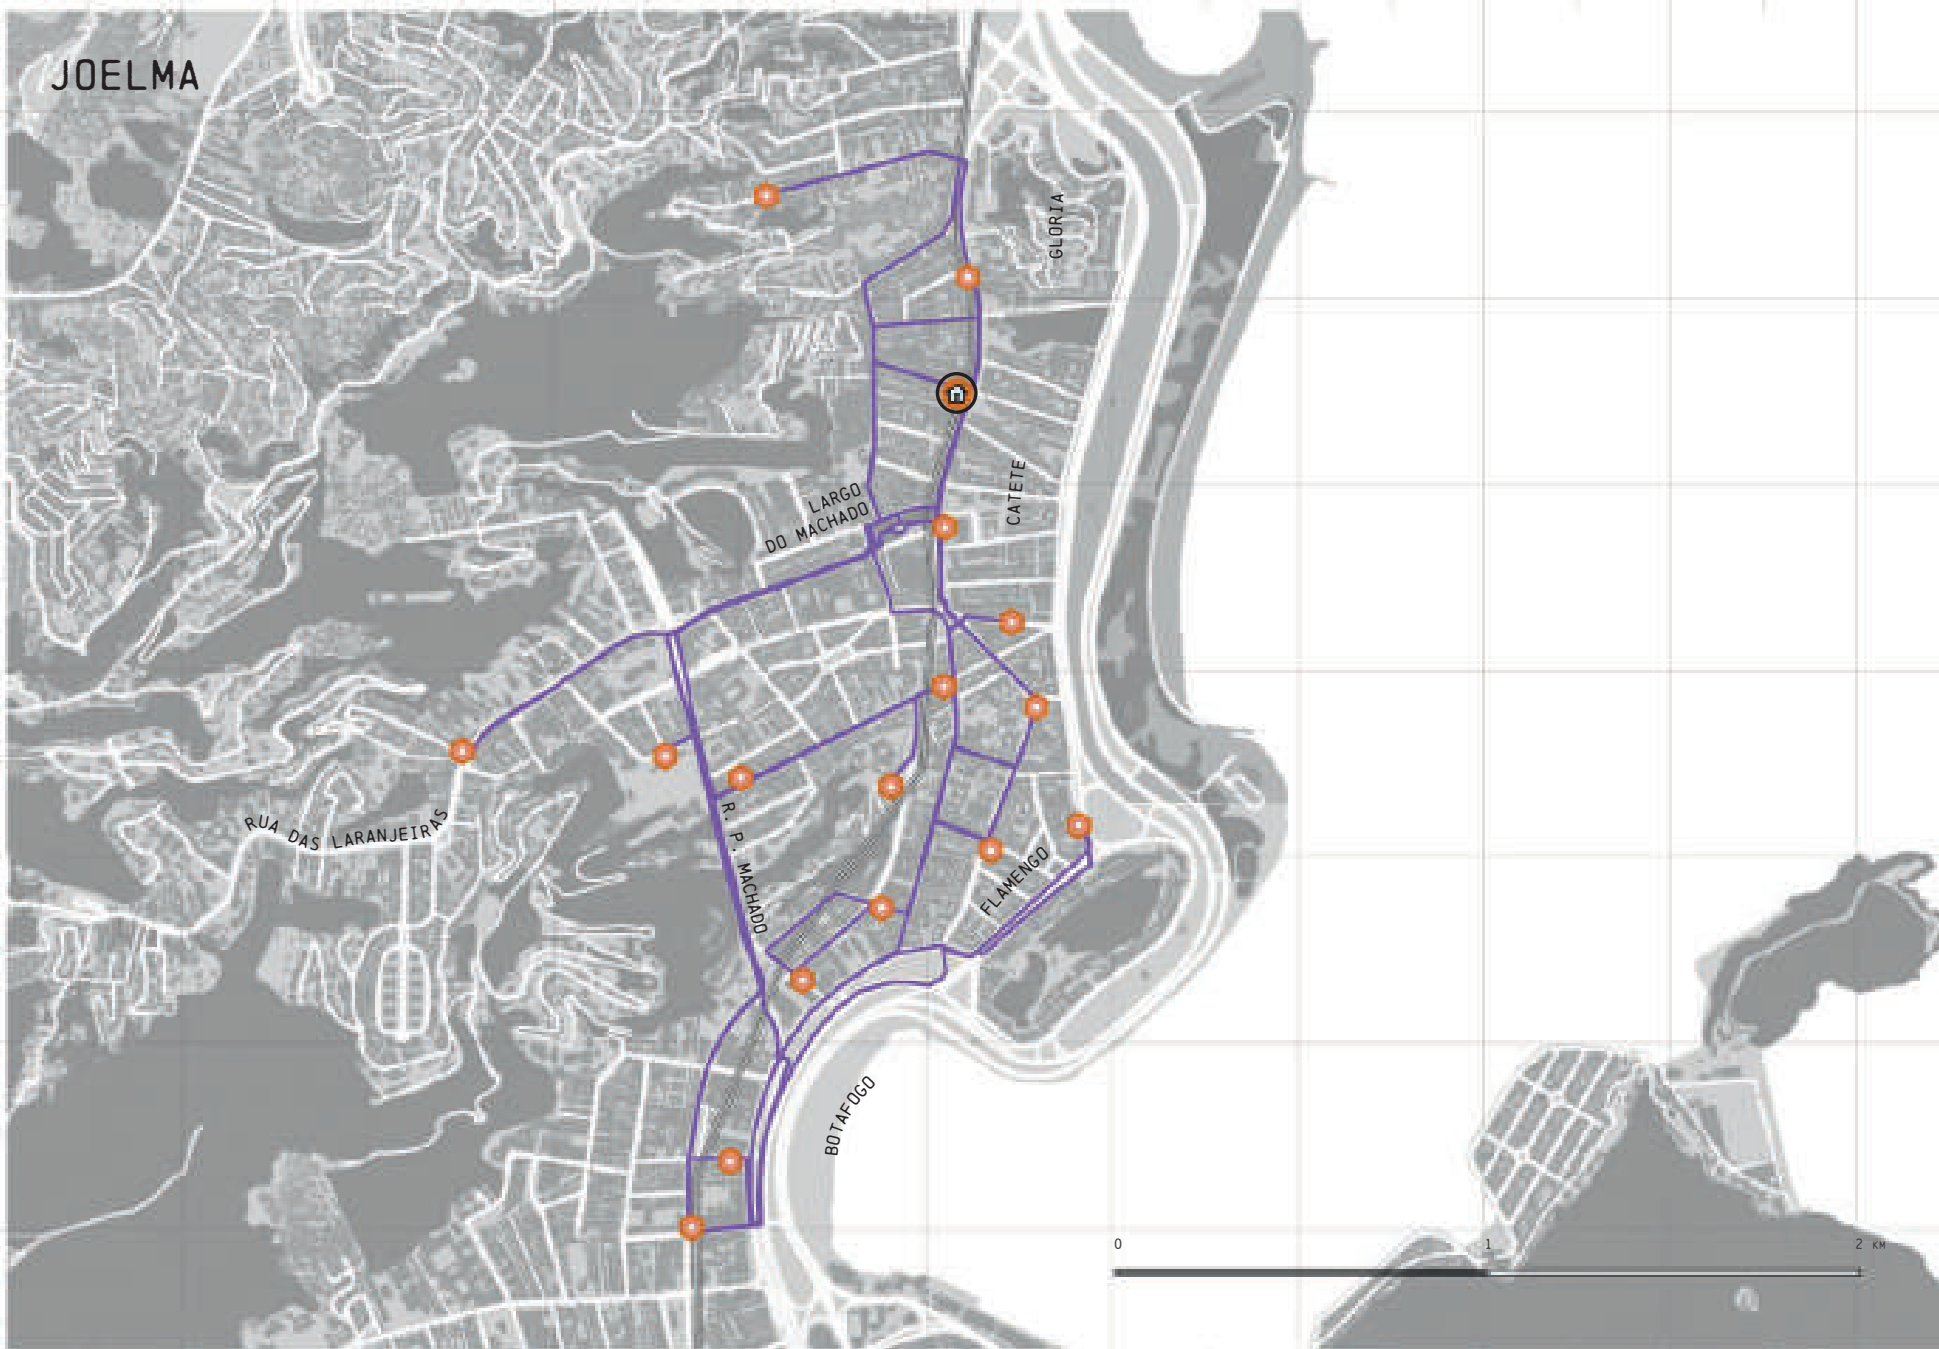 JOELMA
GLORIA
CATETE
LARGO
DO MACHADO
RUA DAS LARANJEIRAS
R. P. MACHADO
FLAMENGO
BOTAFOGO
0 1 2 KM